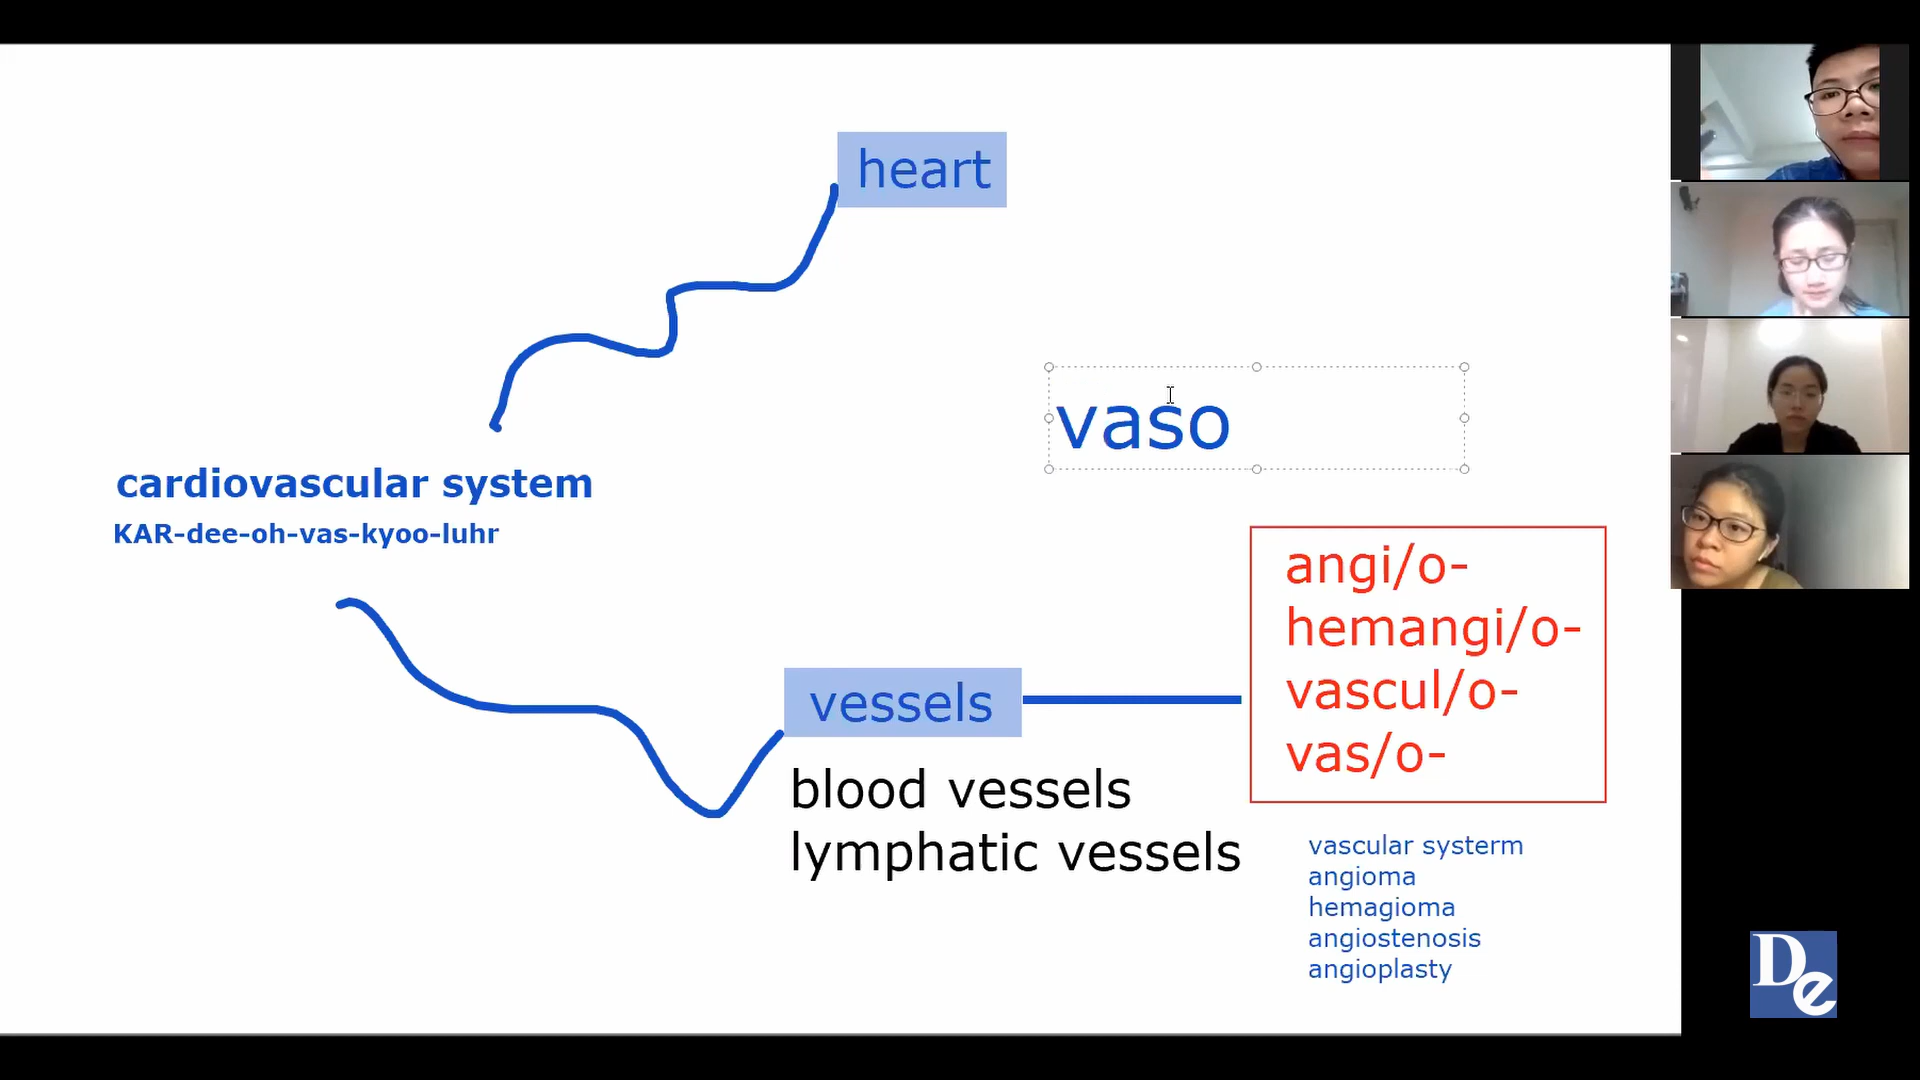 heart
vaso
cardiovascular system
KAR-dee-oh-vas-kyoo-luhr
angi/o-
hemangi/o-
vascul/o-
vas/o-
vessels
blood vessels
lymphatic vessels
vascular systerm
angioma
hemagioma
angiostenosis
angioplasty
De